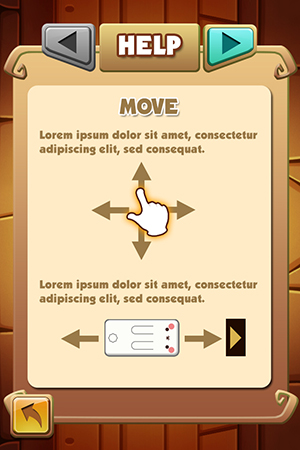 HELP
MOVE
Lorem ipsum dolor sit amet, consectetur
adipiscing elit, sed consequat.
Lorem ipsum dolor sit amet, consectetur
adipiscing elit, sed consequat.